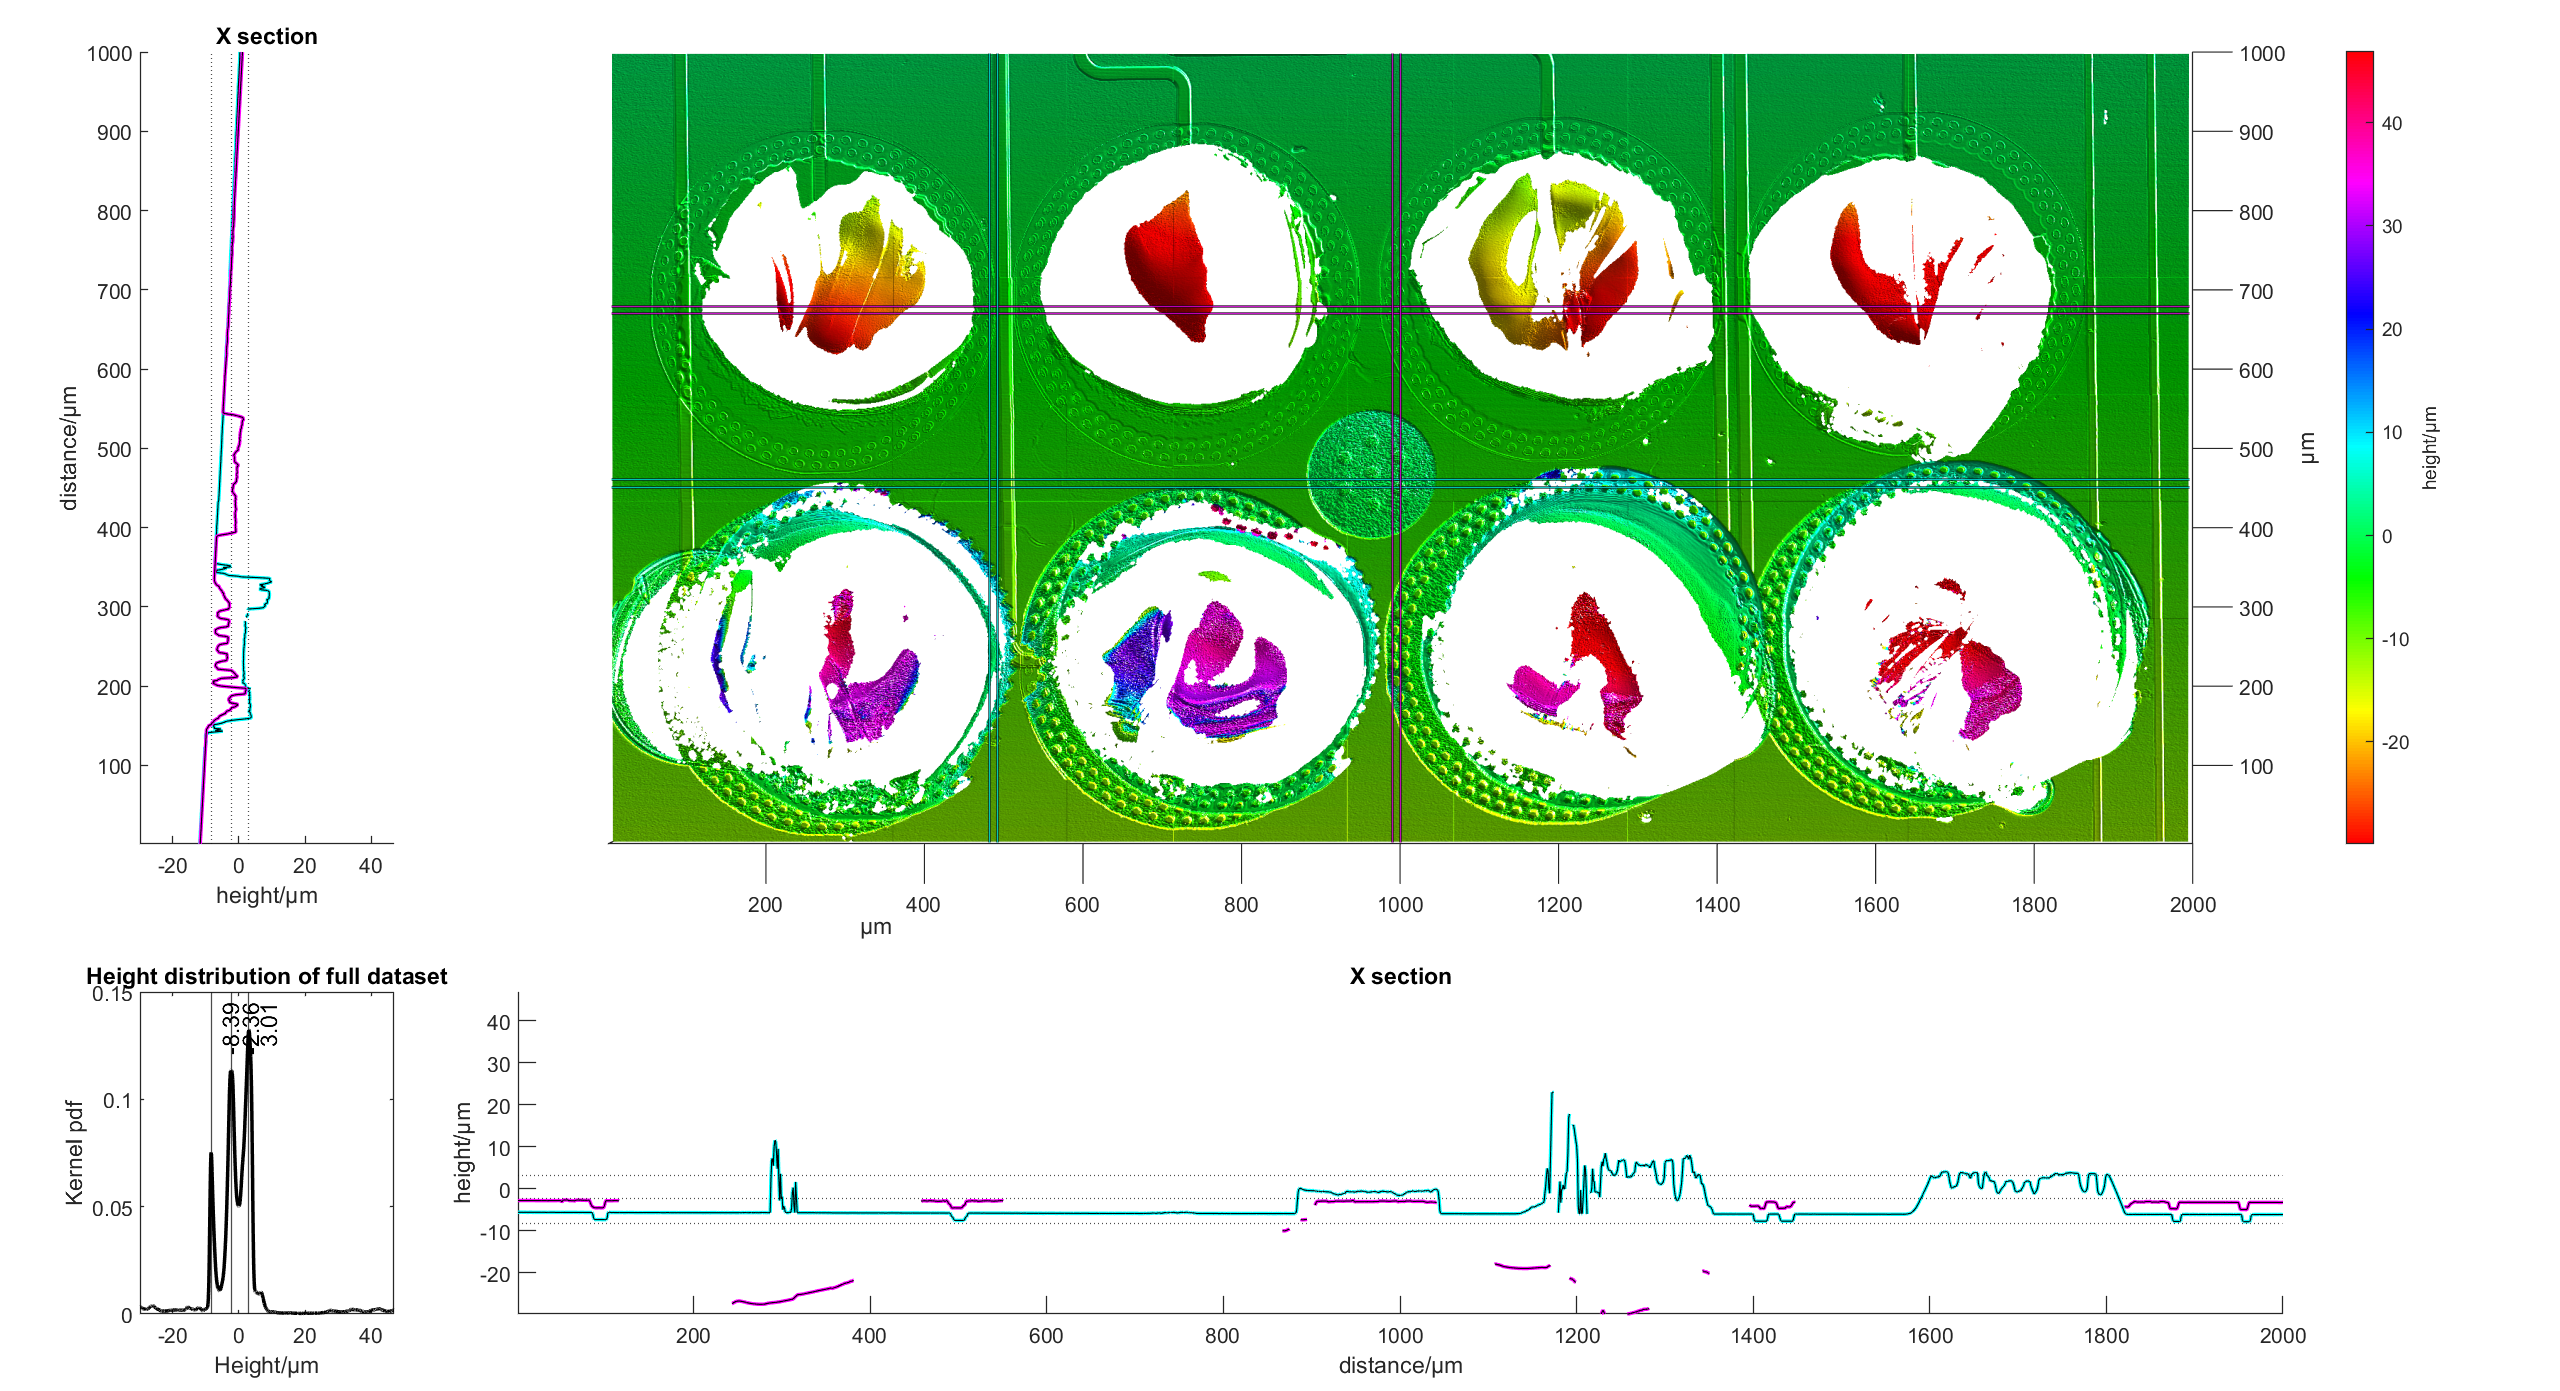 X section
1000
900
800
700
600
500
400
300
200
100
distance/µm
-20 0 20 40
height/µm
1000
900
800
700
600
500
400
300
200
100
µm
200 400 600 800 1000 1200 1400 1600 1800 2000
µm
40
30
20
10
0
-10
-20
height/µm
Height distribution of full dataset
0.15
0.1
0.05
0
Kernel pdf
-8.39
-2.36
3.01
-20 0 20 40
Height/µm
X section
40
30
20
10
0
-10
-20
height/µm
200 400 600 800 1000 1200 1400 1600 1800 2000
distance/µm